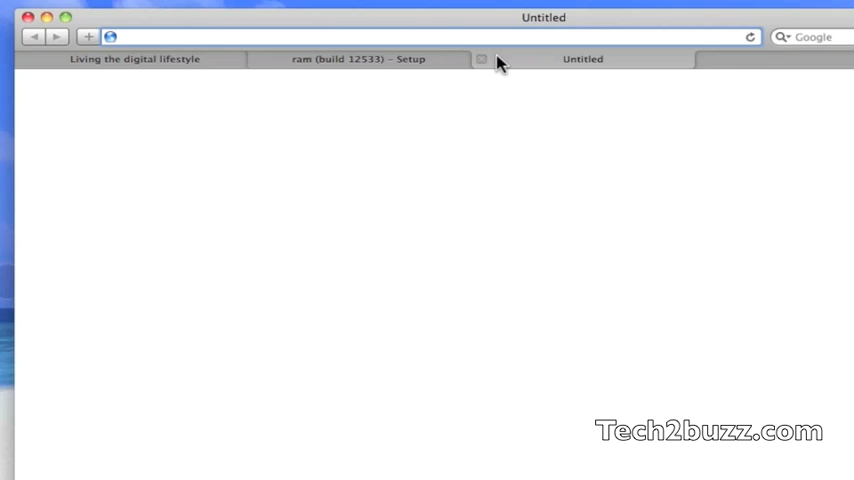 Untitled
Google
Living the digital lifestyle
ram (build 12533) – Setup
Untitled
Tech2buzz.com